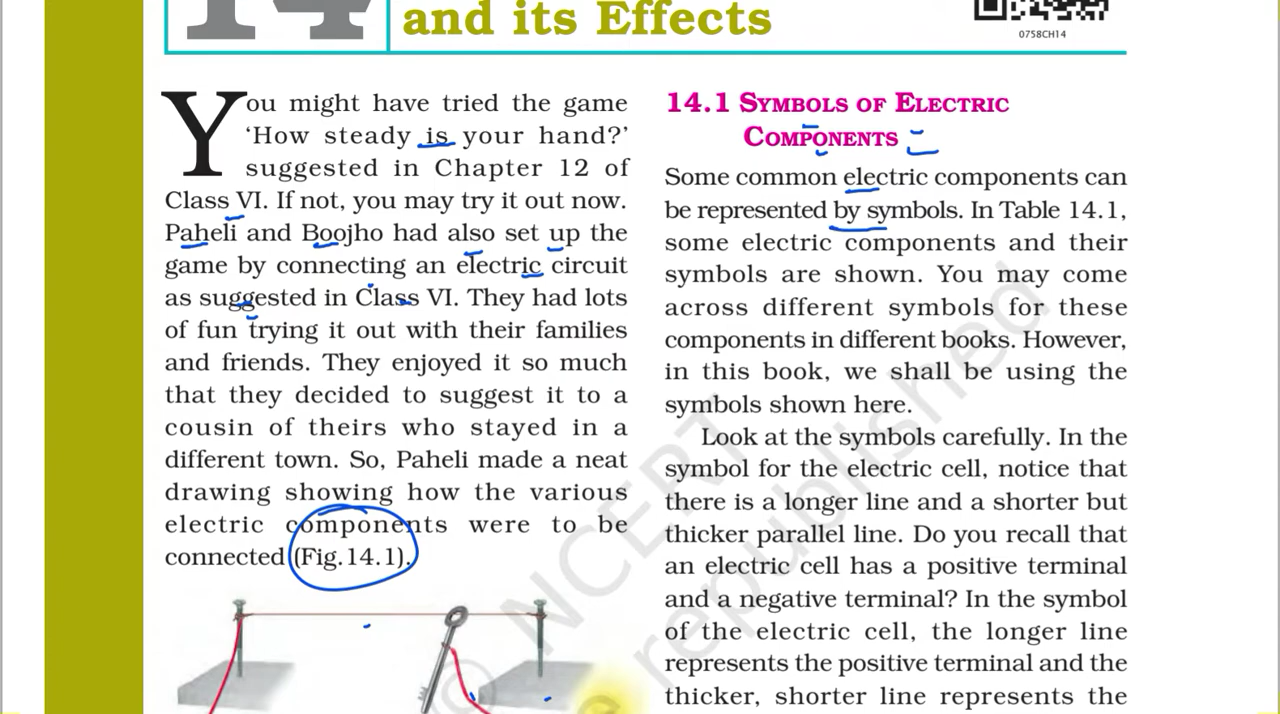 14
and its Effects
0758CH14
You might have tried the game
‘How steady is your hand?’
suggested in Chapter 12 of
Class VI. If not, you may try it out now.
Paheli and Boojho had also set up the
game by connecting an electric circuit
as suggested in Class VI. They had lots
of fun trying it out with their families
and friends. They enjoyed it so much
that they decided to suggest it to a
cousin of theirs who stayed in a
different town. So, Paheli made a neat
drawing showing how the various
electric components were to be
connected (Fig.14.1).
14.1 SYMBOLS OF ELECTRIC
COMPONENTS
Some common electric components can
be represented by symbols. In Table 14.1,
some electric components and their
symbols are shown. You may come
across different symbols for these
components in different books. However,
in this book, we shall be using the
symbols shown here.
Look at the symbols carefully. In the
symbol for the electric cell, notice that
there is a longer line and a shorter but
thicker parallel line. Do you recall that
an electric cell has a positive terminal
and a negative terminal? In the symbol
of the electric cell, the longer line
represents the positive terminal and the
thicker, shorter line represents the
© NCERT
republished